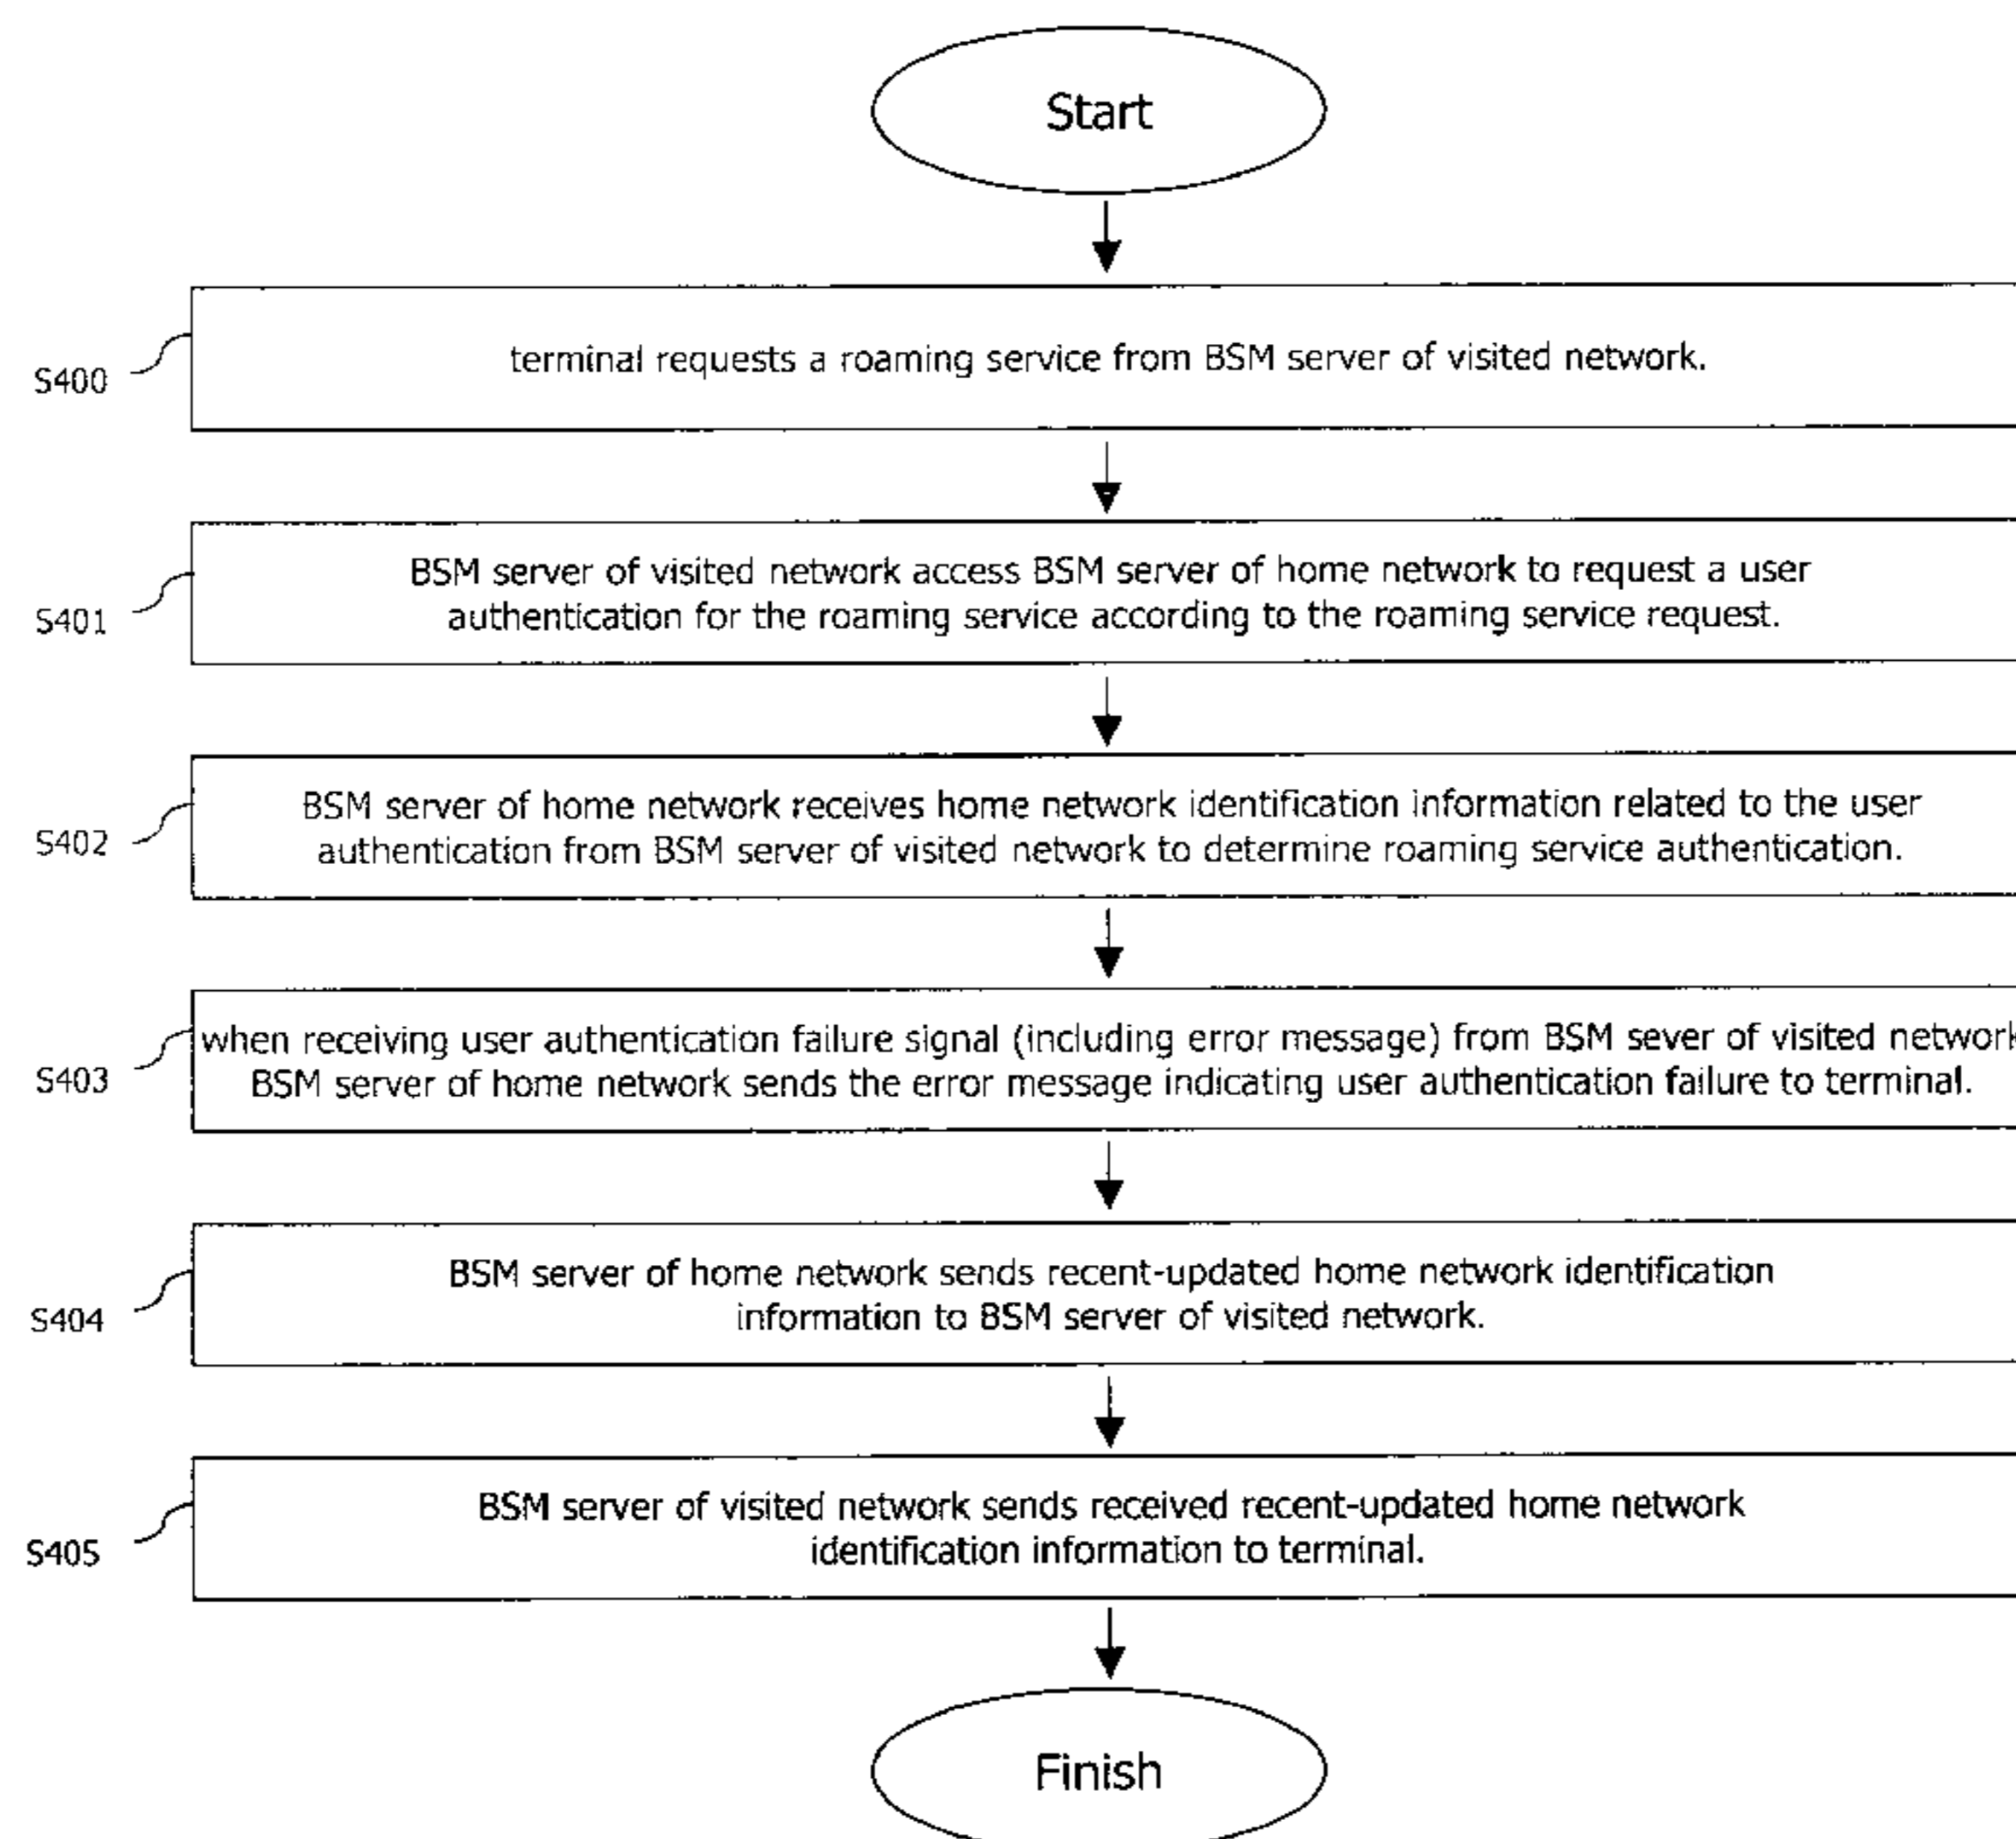 Start
S400
terminal requests a roaming service from BSM server of visited network.
S401
BSM server of visited network access BSM server of home network to request a user
authentication for the roaming service according to the roaming service request.
S402
BSM server of home network receives home network identification information related to the user
authentication from BSM server of visited network to determine roaming service authentication.
S403
when receiving user authentication failure signal (including error message) from BSM sever of visited network
BSM server of home network sends the error message indicating user authentication failure to terminal.
S404
BSM server of home network sends recent-updated home network identification
information to BSM server of visited network.
S405
BSM server of visited network sends received recent-updated home network
identification information to terminal.
Finish